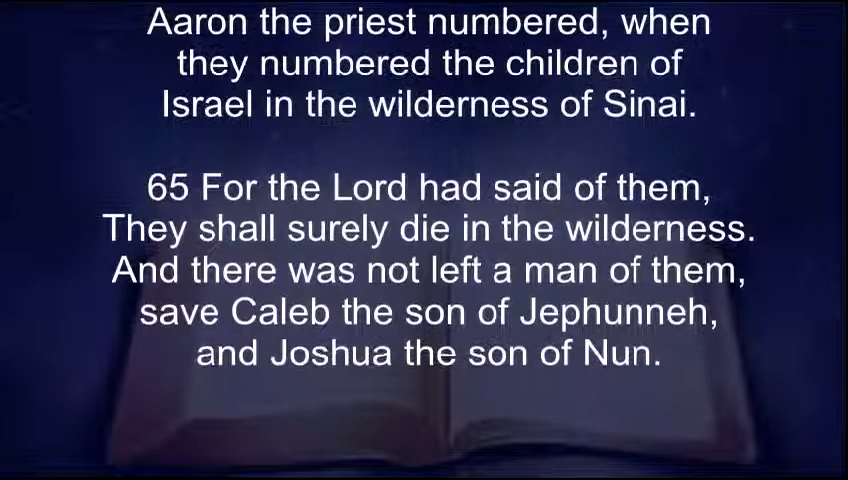 Aaron the priest numbered, when
they numbered the children of
Israel in the wilderness of Sinai.
65 For the Lord had said of them,
They shall surely die in the wilderness.
And there was not left a man of them,
save Caleb the son of Jephunneh,
and Joshua the son of Nun.